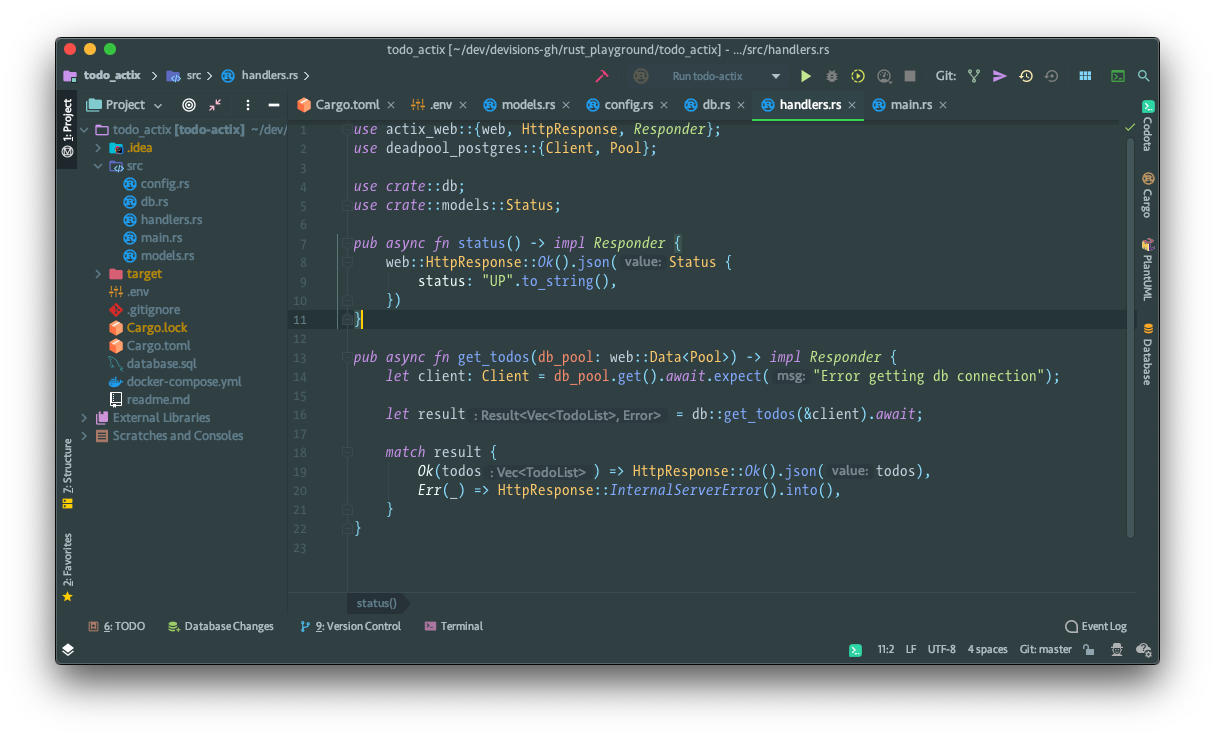 todo_actix [~/dev/devisions-gh/rust_playground/todo_actix] - .../src/handlers.rs
todo_actix src handlers.rs Run todo-actix Git:
1: Project
Project
Cargo.toml .env models.rs config.rs db.rs handlers.rs main.rs
todo_actix [todo-actix] ~/dev/
.idea
src
config.rs
db.rs
handlers.rs
main.rs
models.rs
target
.env
.gitignore
Cargo.lock
Cargo.toml
database.sql
docker-compose.yml
readme.md
External Libraries
Scratches and Consoles
7: Structure
2: Favorites
1 use actix_web::{web, HttpResponse, Responder};
2 use deadpool_postgres::{Client, Pool};
3
4 use crate::db;
5 use crate::models::Status;
6
7 pub async fn status() -> impl Responder {
8 web::HttpResponse::Ok().json( value: Status {
9 status: "UP".to_string(),
10 })
11 }
12
13 pub async fn get_todos(db_pool: web::Data<Pool>) -> impl Responder {
14 let client: Client = db_pool.get().await.expect( msg: "Error getting db connection");
15
16 let result : Result<Vec<TodoList>, Error> = db::get_todos(&client).await;
17
18 match result {
19 Ok(todos : Vec<TodoList> ) => HttpResponse::Ok().json( value: todos),
20 Err(_) => HttpResponse::InternalServerError().into(),
21 }
22 }
23
Codota
Cargo
PlantUML
Database
status()
6: TODO Database Changes 9: Version Control Terminal Event Log
11:2 LF UTF-8 4 spaces Git: master